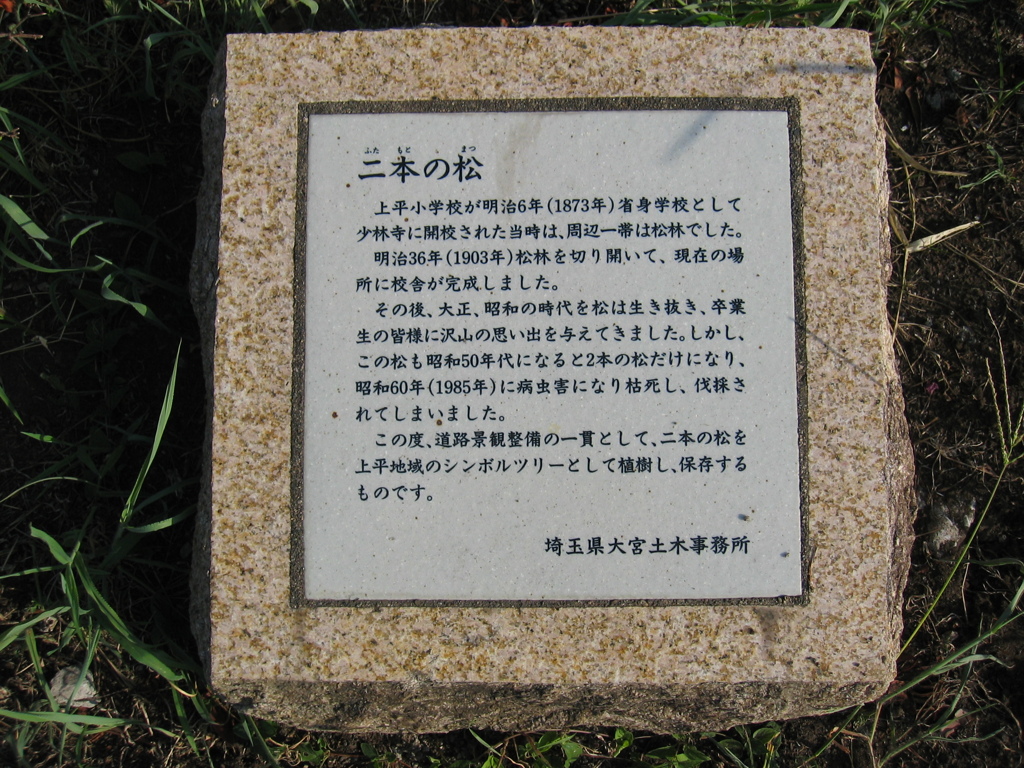 ふた もと まつ
二本の松
上平小学校が明治6年(1873年)省身学校として
少林寺に開校された当時は、周辺一帯は松林でした。
明治36年(1903年)松林を切り開いて、現在の場
所に校舎が完成しました。
その後、大正、昭和の時代を松は生き抜き、卒業
生の皆様に沢山の思い出を与えてきました。しかし、
この松も昭和50年代になると2本の松だけになり、
昭和60年(1985年)に病虫害になり枯死し、伐採さ
れてしまいました。
この度、道路景観整備の一貫として、二本の松を
上平地域のシンボルツリーとして植樹し、保存する
ものです。
埼玉県大宮土木事務所